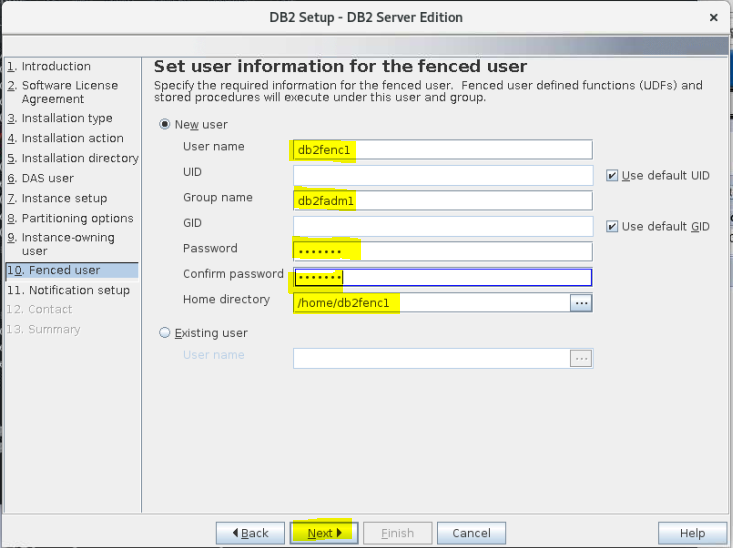 DB2 Setup - DB2 Server Edition
×
1. Introduction
2. Software License
Agreement
3. Installation type
4. Installation action
5. Installation directory
6. DAS user
7. Instance setup
8. Partitioning options
9. Instance-owning
user
10. Fenced user
11. Notification setup
12. Contact
13. Summary
Set user information for the fenced user
Specify the required information for the fenced user. Fenced user defined functions (UDFs) and
stored procedures will execute under this user and group.
New user
User name db2fenc1
UID Use default UID
Group name db2fadm1
GID Use default GID
Password •••••••
Confirm password •••••••
Home directory /home/db2fenc1 ...
Existing user
User name ...
Back Next Finish Cancel Help